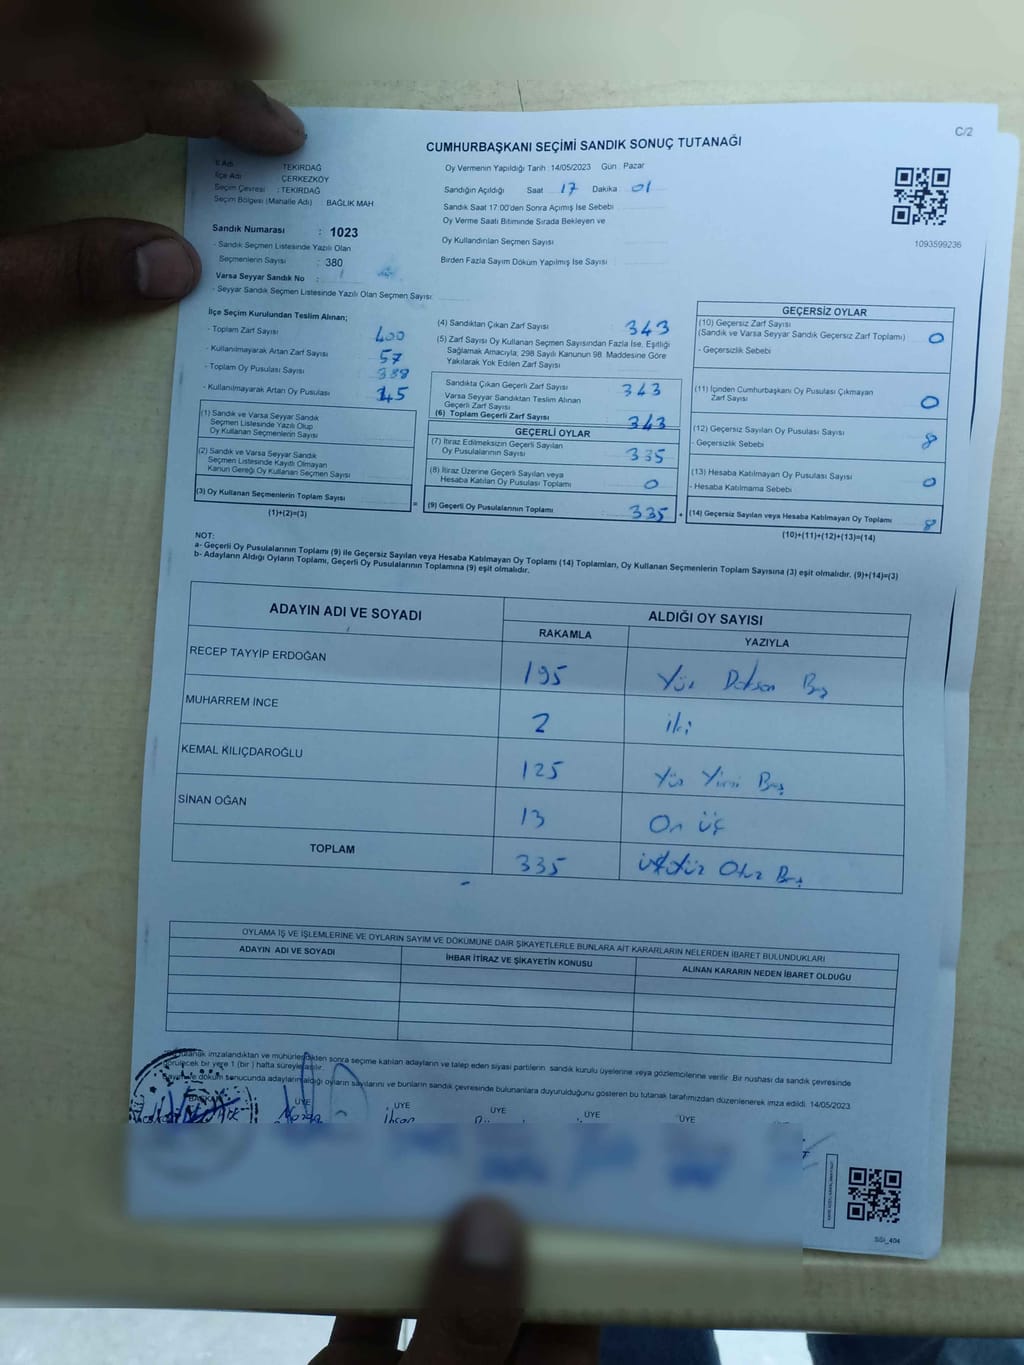 C/2
CUMHURBAŞKANI SEÇİMİ SANDIK SONUÇ TUTANAĞI
İl Adı TEKİRDAĞ
İlçe Adı ÇERKEZKÖY
Seçim Çevresi : TEKİRDAĞ
Seçim Bölgesi (Mahalle Adı) BAĞLIK MAH
Oy Vermenin Yapıldığı Tarih : 14/05/2023 Gün : Pazar
Sandığın Açıldığı Saat 17 Dakika 01
Sandık Saat 17:00'den Sonra Açımış İse Sebebi
Oy Verme Saati Bitiminde Sırada Bekleyen ve
Oy Kullandırılan Seçmen Sayısı
Birden Fazla Sayım Döküm Yapılmış İse Sayısı
1093599236
Sandık Numarası : 1023
- Sandık Seçmen Listesinde Yazılı Olan
Seçmenlerin Sayısı : 380
Varsa Seyyar Sandık No :
- Seyyar Sandık Seçmen Listesinde Yazılı Olan Seçmen Sayısı
İlçe Seçim Kurulundan Teslim Alınan;
- Toplam Zarf Sayısı 400
- Kullanılmayarak Artan Zarf Sayısı 57
- Toplam Oy Pusulası Sayısı
- Kullanılmayarak Artan Oy Pusulası
(1) Sandık ve Varsa Seyyar Sandık
Seçmen Listesinde Yazılı Olup
Oy Kullanan Seçmenlerin Sayısı
(2) Sandık ve Varsa Seyyar Sandık
Seçmen Listesinde Kayıtlı Olmayan
Kanun Gereği Oy Kullanan Seçmen Sayısı
(3) Oy Kullanan Seçmenlerin Toplam Sayısı =
(1)+(2)=(3)
(4) Sandıktan Çıkan Zarf Sayısı 343
(5) Zarf Sayısı Oy Kullanan Seçmen Sayısından Fazla İse, Eşitliği
Sağlamak Amacıyla; 298 Sayılı Kanunun 98. Maddesine Göre
Yakılarak Yok Edilen Zarf Sayısı
Sandıkta Çıkan Geçerli Zarf Sayısı 343
Varsa Seyyar Sandıktan Teslim Alınan
Geçerli Zarf Sayısı
(6) Toplam Geçerli Zarf Sayısı 343
GEÇERLİ OYLAR
(7) İtiraz Edilmeksizin Geçerli Sayılan
Oy Pusulalarının Sayısı 335
(8) İtiraz Üzerine Geçerli Sayılan veya
Hesaba Katılan Oy Pusulası Toplamı 0
(9) Geçerli Oy Pusulalarının Toplamı 335 +
GEÇERSİZ OYLAR
(10) Geçersiz Zarf Sayısı
(Sandık ve Varsa Seyyar Sandık Geçersiz Zarf Toplamı) 0
- Geçersizlik Sebebi
(11) İçinden Cumhurbaşkanı Oy Pusulası Çıkmayan
Zarf Sayısı 0
(12) Geçersiz Sayılan Oy Pusulası Sayısı 8
- Geçersizlik Sebebi
(13) Hesaba Katılmayan Oy Pusulası Sayısı 0
- Hesaba Katılmama Sebebi
(14) Geçersiz Sayılan veya Hesaba Katılmayan Oy Toplamı 8
(10)+(11)+(12)+(13)=(14)
NOT:
a- Geçerli Oy Pusulalarının Toplamı (9) ile Geçersiz Sayılan veya Hesaba Katılmayan Oy Toplamı (14) Toplamları, Oy Kullanan Seçmenlerin Toplam Sayısına (3) eşit olmalıdır. (9)+(14)=(3)
b- Adayların Aldığı Oyların Toplamı, Geçerli Oy Pusulalarının Toplamına (9) eşit olmalıdır.
ADAYIN ADI VE SOYADI ALDIĞI OY SAYISI
RAKAMLA YAZIYLA
RECEP TAYYİP ERDOĞAN 195 Yüz Doksan Beş
MUHARREM İNCE 2 iki
KEMAL KILIÇDAROĞLU 125 Yüz Yirmi Beş
SİNAN OĞAN 13 On üç
TOPLAM 335 üçyüz Otuz Beş
OYLAMA İŞ VE İŞLEMLERİNE VE OYLARIN SAYIM VE DÖKÜMÜNE DAİR ŞİKAYETLERLE BUNLARA AİT KARARLARIN NELERDEN İBARET BULUNDUKLARI
ADAYIN ADI VE SOYADI İHBAR İTİRAZ VE ŞİKAYETİN KONUSU ALINAN KARARIN NEDEN İBARET OLDUĞU
tutanak imzalandıktan ve mühürlendikten sonra seçime katılan adayların ve talep eden siyasi partilerin sandık kurulu üyelerine veya gözlemcilerine verilir. Bir nushası da sandık çevresinde
görülecek bir yere 1 (bir) hafta süreyle asılır.
Sayım ve döküm sonucunda adayların aldığı oyların sayılarını ve bunların sandık çevresinde bulunanlara duyurulduğunu gösteren bu tutanak tarafımızdan düzenlenerek imza edildi. 14/05/2023
BAŞKAN ÜYE ÜYE ÜYE ÜYE ÜYE
ihsan
SSİ_404